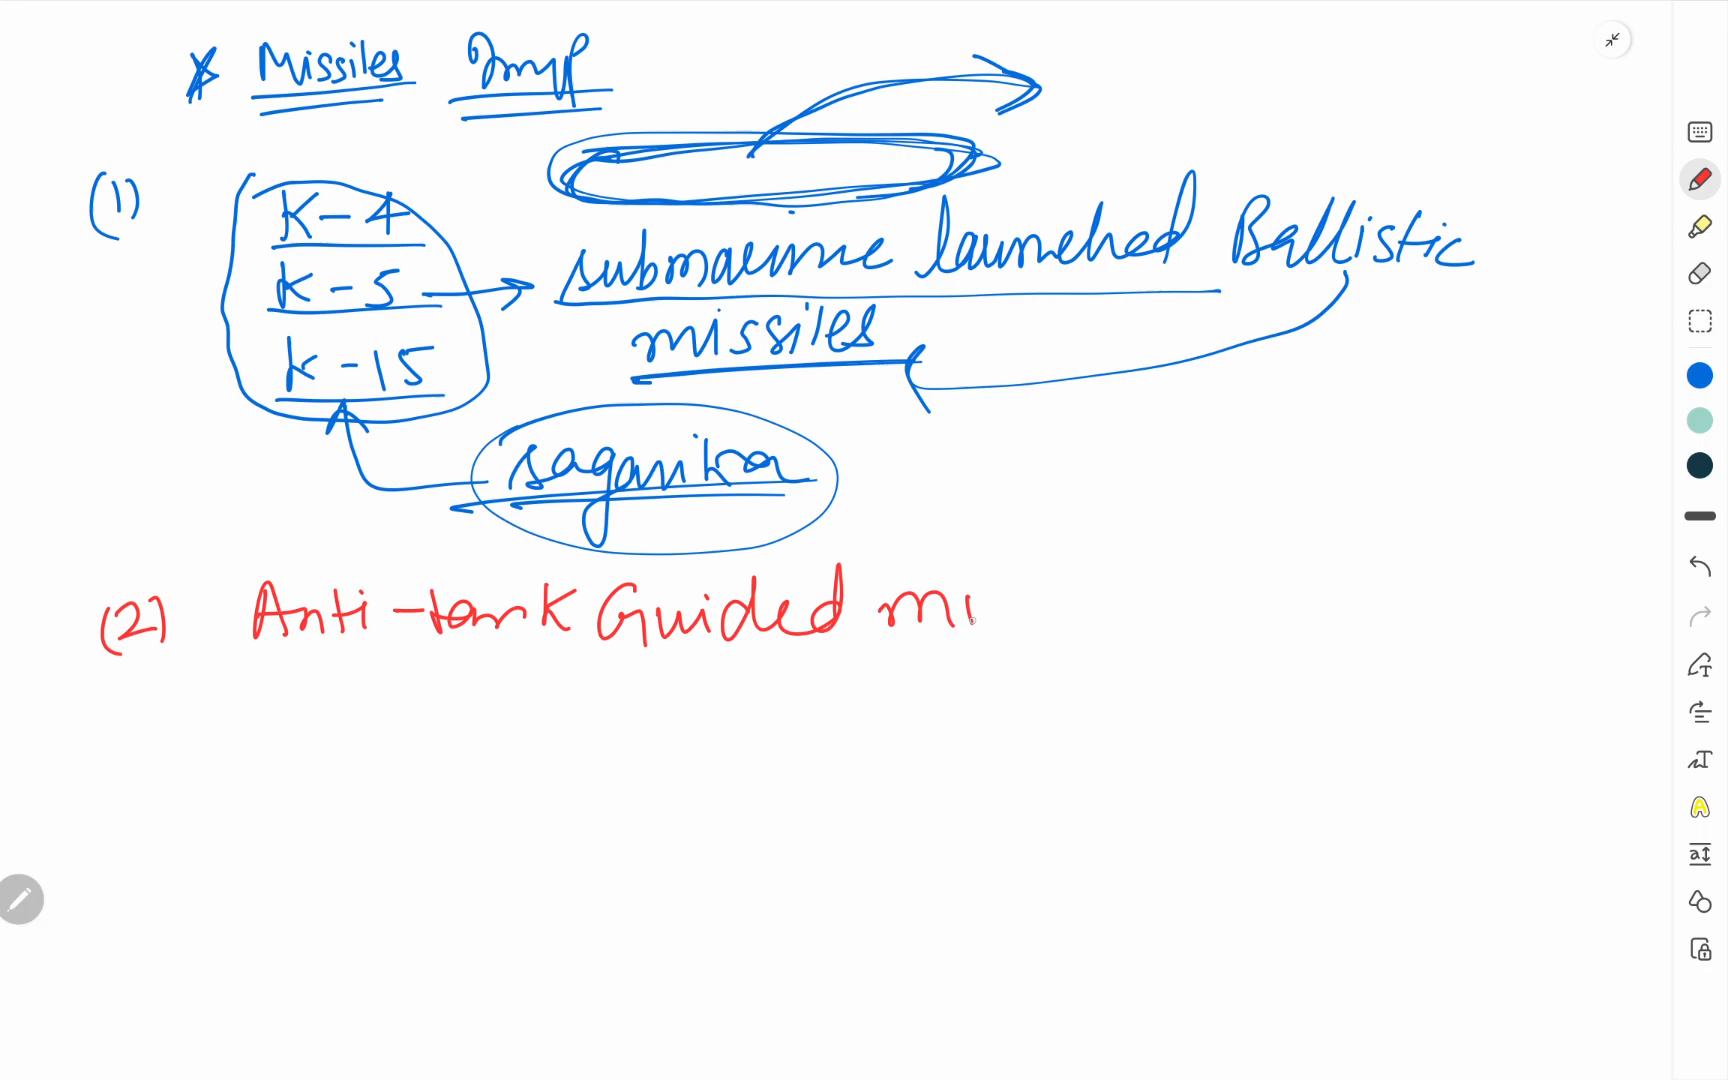 * Missiles Imp
(1) K-4
K-5 → submarine launched Ballistic
missiles
K-15
sagarika
(2) Anti-tank Guided mi